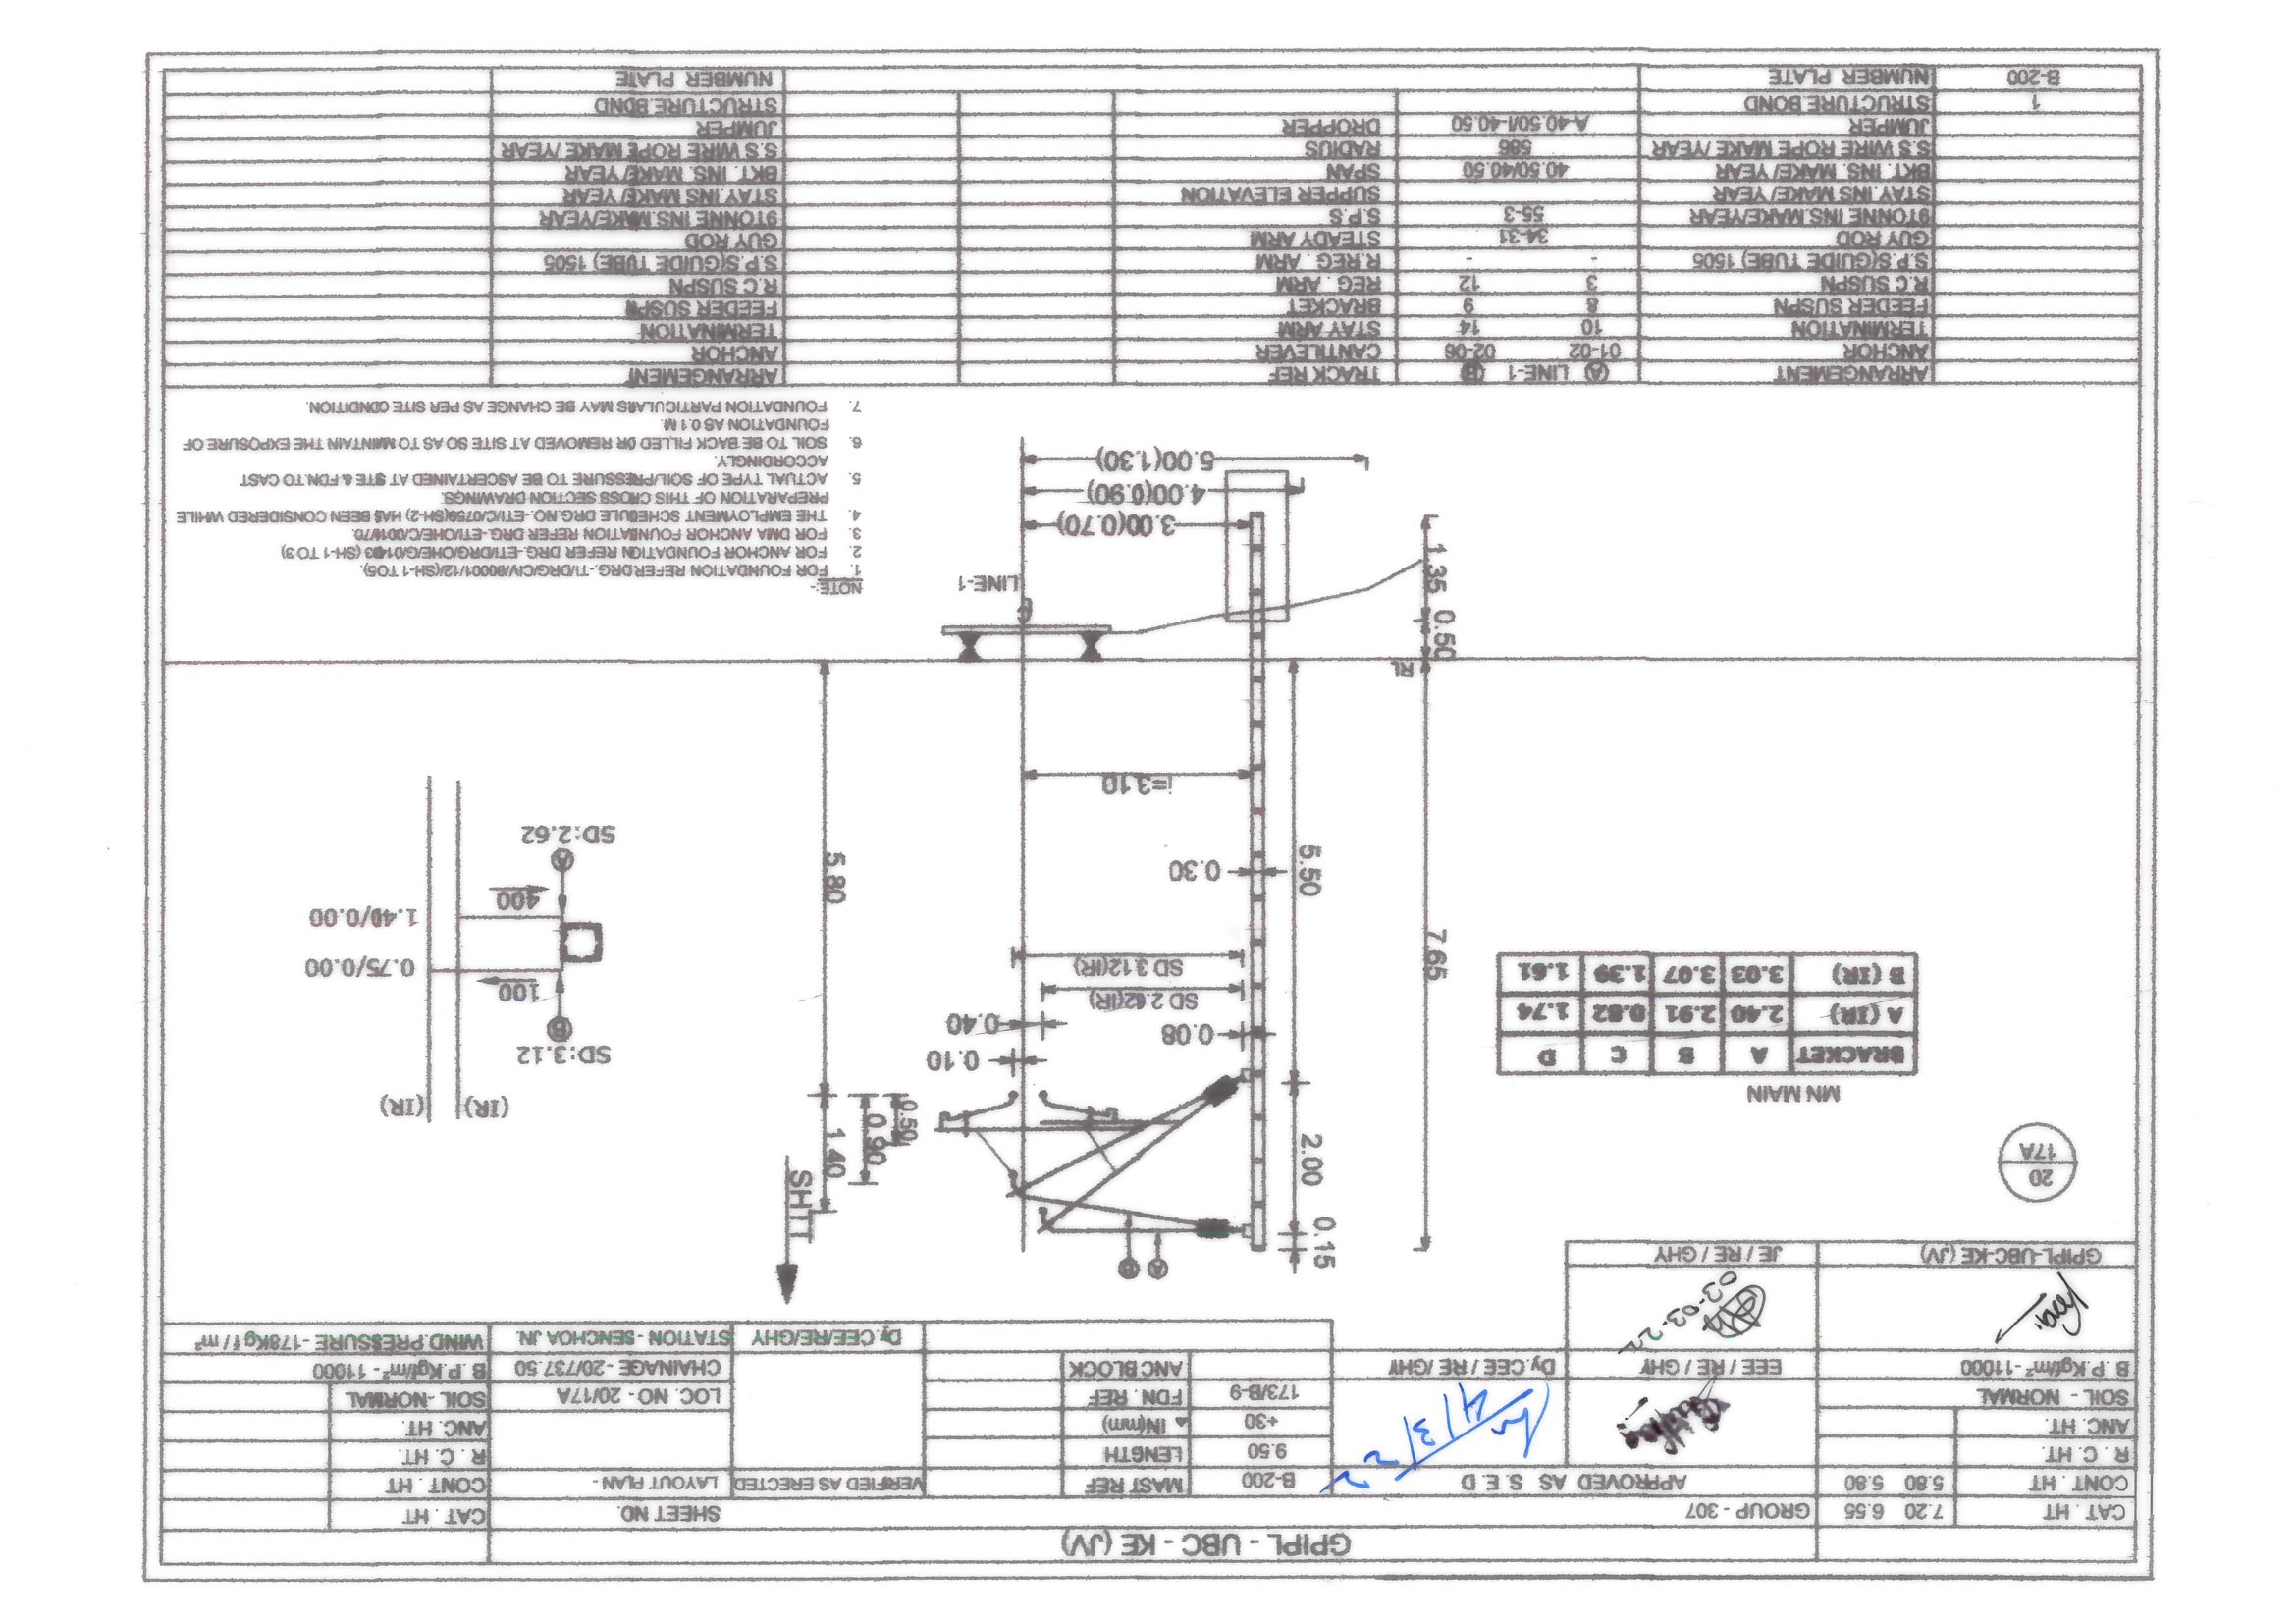 GPIPL - UBC - KE (JV)
CAT . HT 7.20 6.55 GROUP - 307 SHEET NO. CAT . HT
CONT . HT 5.80 5.80 APPROVED AS S.E.D B-200 MAST REF VERIFIED AS ERECTED LAYOUT PLAN - CONT . HT
R . C. HT. 9.50 LENGTH R . C. HT.
ANC. HT. +30 ▵ IN(mm) ANC. HT.
4/3/22
SOIL - NORMAL 173/B-9 FDN. REF LOC. NO - 20/17A SOIL -NORMAL
B .P.Kgf/m² -11000 EEE / RE / GHY Dy.CEE / RE /GHY ANC BLOCK CHAINAGE -20/737.50 B .P.Kgf/m² - 11000
Dy.CEE/RE/GHY STATION - SENCHOA JN. WIND.PRESSURE -178Kg f / m²
03-03-22
GPIPL-UBC-KE (JV) JE / RE / GHY
20
17A
MN MAIN
BRACKET A B C D
A (IR) 2.40 2.91 0.82 1.74
B (IR) 3.03 3.07 1.39 1.61
A B
0.15
2.00
7.65
5.50
SHTT
0.50
0.90
1.40
5.80
0.10
0.08
0.40
SD 2.62(IR)
SD 3.12(IR)
0.30
i=3.10
RL
0.50
1.35
LINE-1
3.00(0.70)
4.00(0.90)
5.00(1.30)
(IR) (IR)
SD:3.12
B
100
0.75/0.00
1.40/0.00
400
A
SD:2.62
NOTE:-
1. FOR FOUNDATION REFER DRG.-TI/DRG/CIV/00001/12/(SH-1 TO5).
2. FOR ANCHOR FOUNDATION REFER DRG.-ETI/DRG/OHE/G/01403 (SH-1 TO 3)
3. FOR DMA ANCHOR FOUNDATION REFER DRG.-ETI/OHE/C/
4. THE EMPLOYMENT SCHEDULE DRG.NO.-ETI/C/0759(SH-2) HAS BEEN CONSIDERED WHILE
PREPARATION OF THIS CROSS SECTION DRAWINGS.
5. ACTUAL TYPE OF SOIL/PRESSURE TO BE ASCERTAINED AT SITE & FDN.TO CAST
ACCORDINGLY.
6. SOIL TO BE BACK FILLED OR REMOVED AT SITE SO AS TO MAINTAIN THE EXPOSURE OF
FOUNDATION AS 0.1 M.
7. FOUNDATION PARTICULARS MAY BE CHANGE AS PER SITE CONDITION.
ARRANGEMENT A LINE-1 B TRACK REF ARRANGEMENT
ANCHOR 01-02 02-06 CANTILEVER ANCHOR
TERMINATION 10 14 STAY ARM TERMINATION
FEEDER SUSPN 8 9 BRACKET FEEDER SUSPN
R.C SUSPN 3 12 REG . ARM R.C SUSPN
S.P.S(GUIDE TUBE) 1505 - - R.REG . ARM S.P.S(GUIDE TUBE) 1505
GUY ROD 34-31 STEADY ARM GUY ROD
9TONNE INS.MAKE/YEAR 55-3 S.P.S 9TONNE INS.MAKE/YEAR
STAY.INS MAKE/ YEAR SUPPER ELEVATION STAY.INS MAKE/ YEAR
BKT. INS. MAKE/ YEAR 40.50/40.50 SPAN BKT. INS. MAKE/ YEAR
S.S WIRE ROPE MAKE /YEAR 586 RADIUS S.S WIRE ROPE MAKE /YEAR
JUMPER A-40.50/I-40.50 DROPPER JUMPER
1 STRUCTURE.BOND STRUCTURE.BOND
B-200 NUMBER PLATE NUMBER PLATE